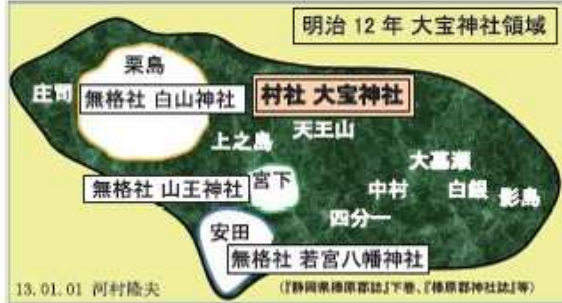 明治12年 大宝神社領域
栗島
庄司
無格社 白山神社
村社 大宝神社
上之島
天王山
大墓瀬
無格社 山王神社
宮下
中村
白銀
影島
四分一
安田
無格社 若宮八幡神社
13.01.01 河村隆夫
(『静岡県榛原郡誌』下巻、『榛原郡神社誌』等)